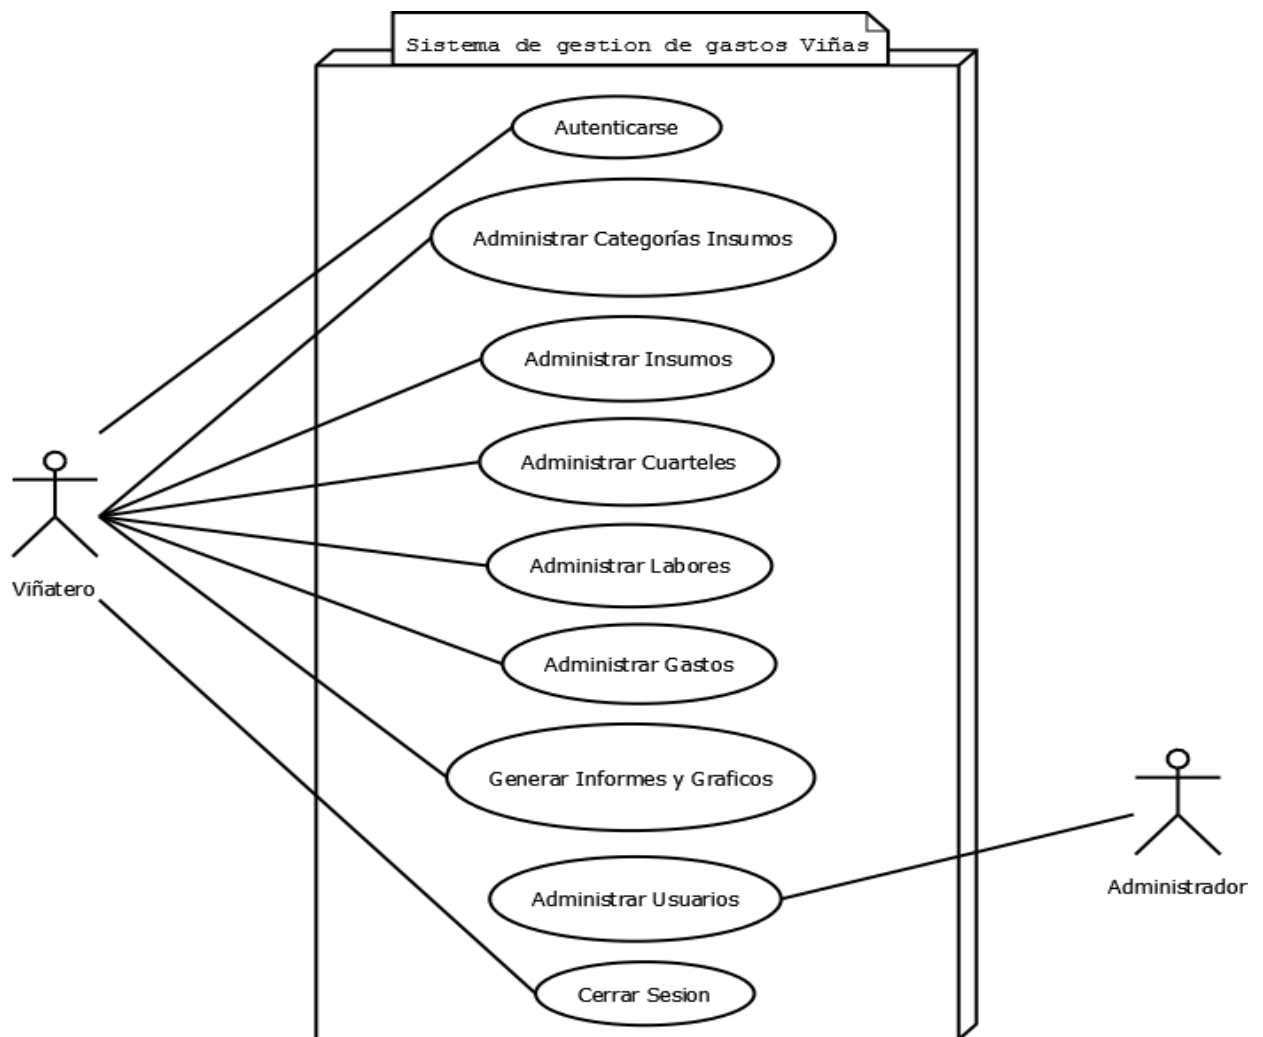 Sistema de gestion de gastos Viñas
Autenticarse
Administrar Categorías Insumos
Administrar Insumos
Administrar Cuarteles
Administrar Labores
Viñatero
Administrar Gastos
Generar Informes y Graficos
Administrar Usuarios
Administrador
Cerrar Sesion